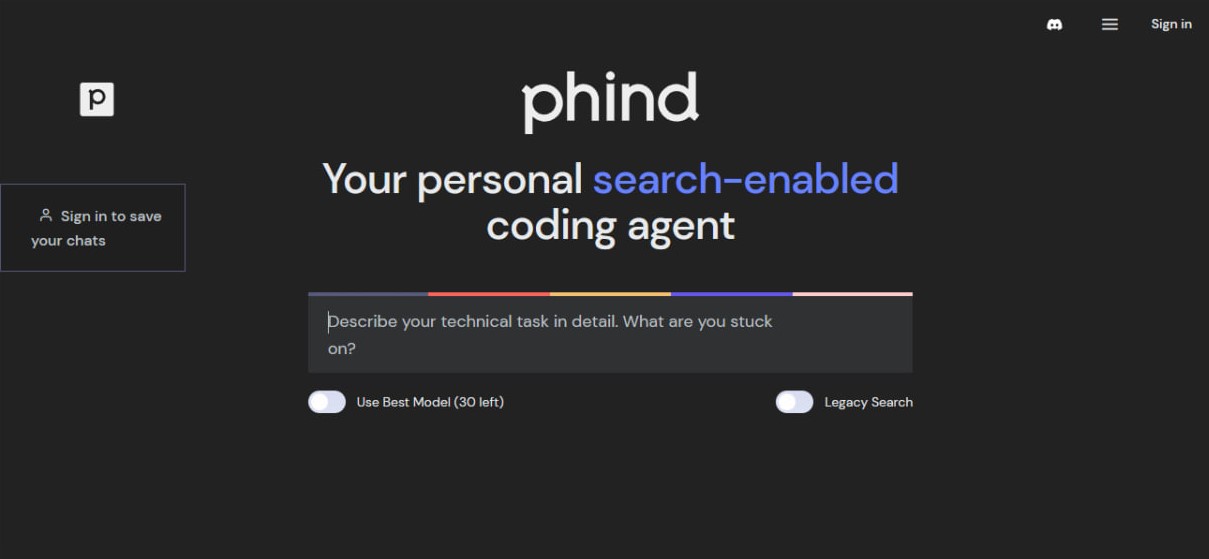 Sign in
p
phind
Your personal search-enabled
coding agent
Sign in to save
your chats
Describe your technical task in detail. What are you stuck
on?
Use Best Model (30 left)
Legacy Search